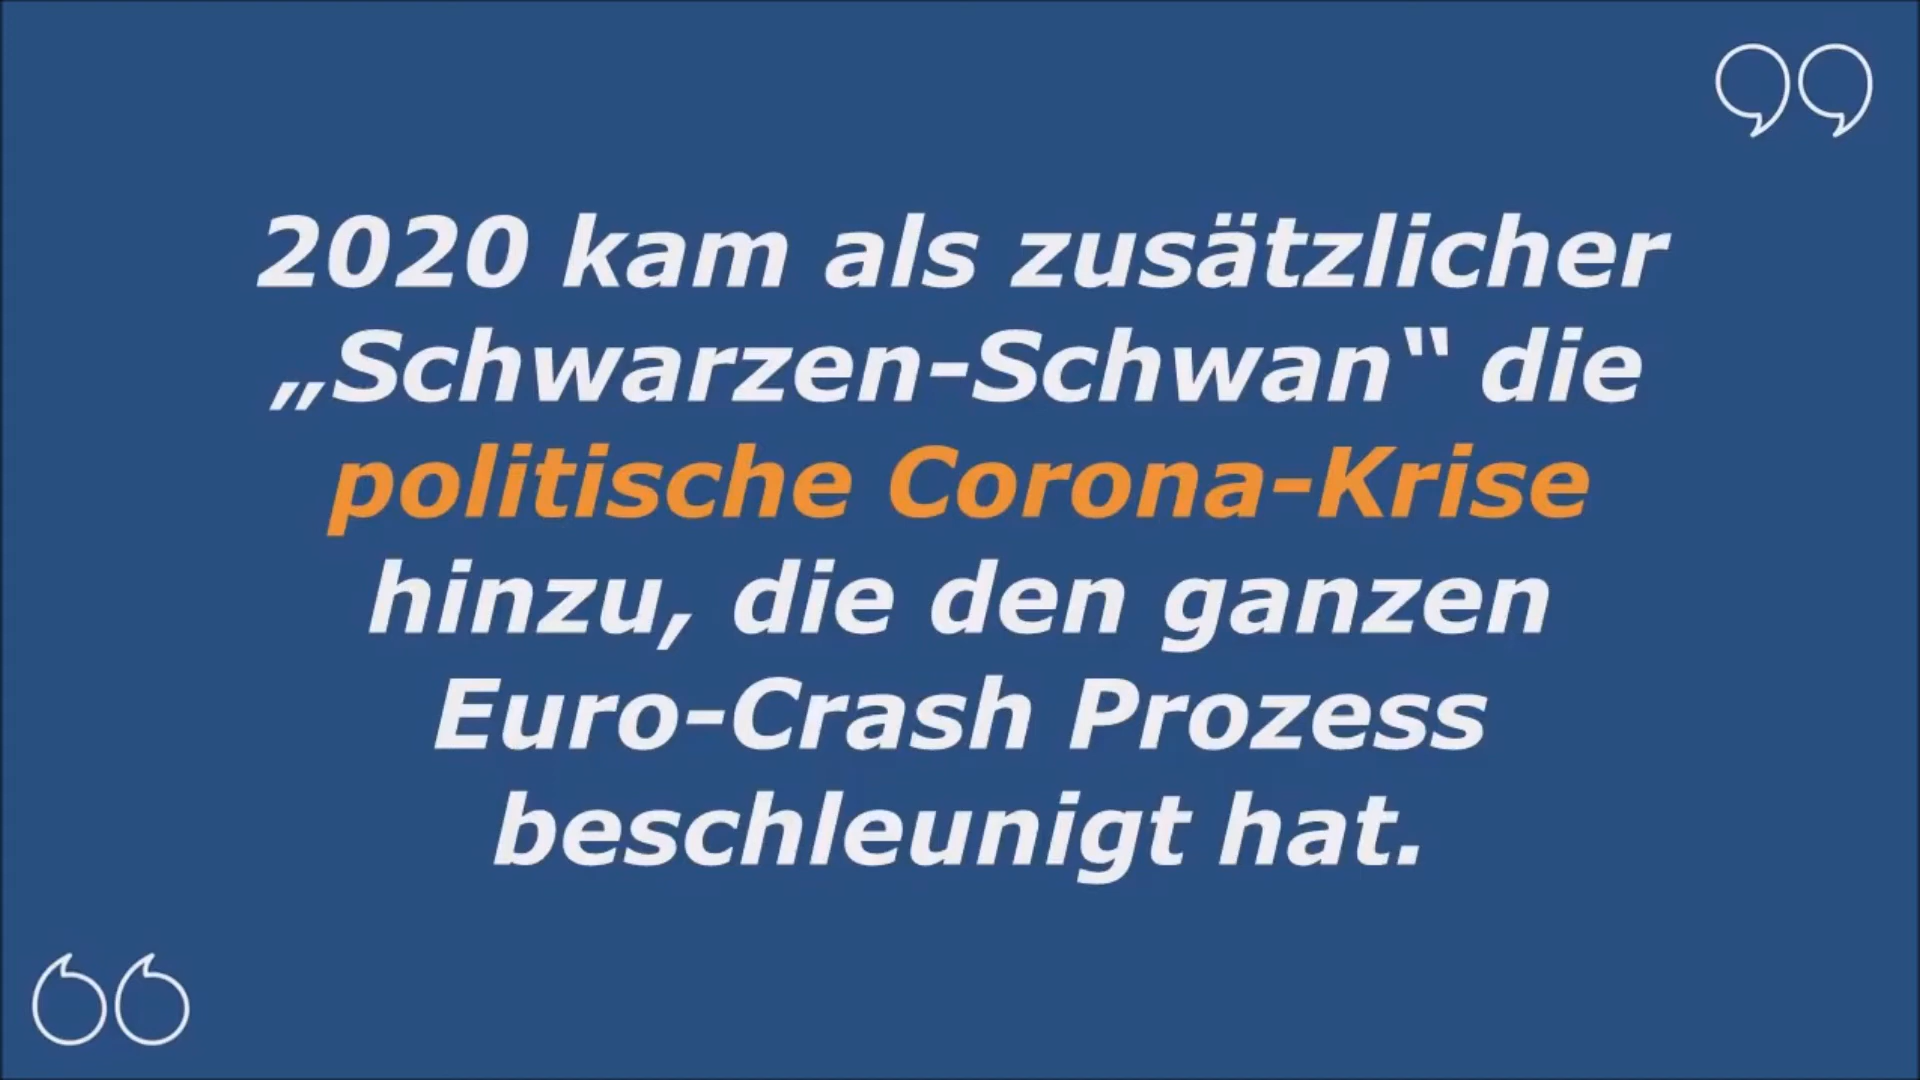 2020 kam als zusätzlicher
„Schwarzen-Schwan“ die
politische Corona-Krise
hinzu, die den ganzen
Euro-Crash Prozess
beschleunigt hat.